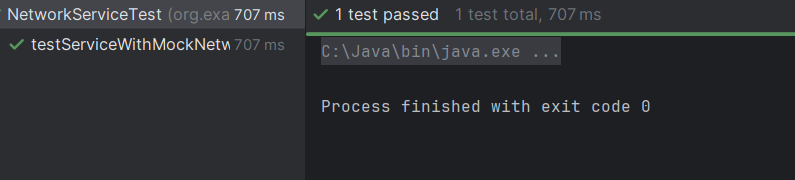 NetworkServiceTest (org.exa 707 ms
testServiceWithMockNetw 707 ms
1 test passed 1 test total, 707 ms
C:\Java\bin\java.exe ...
Process finished with exit code 0